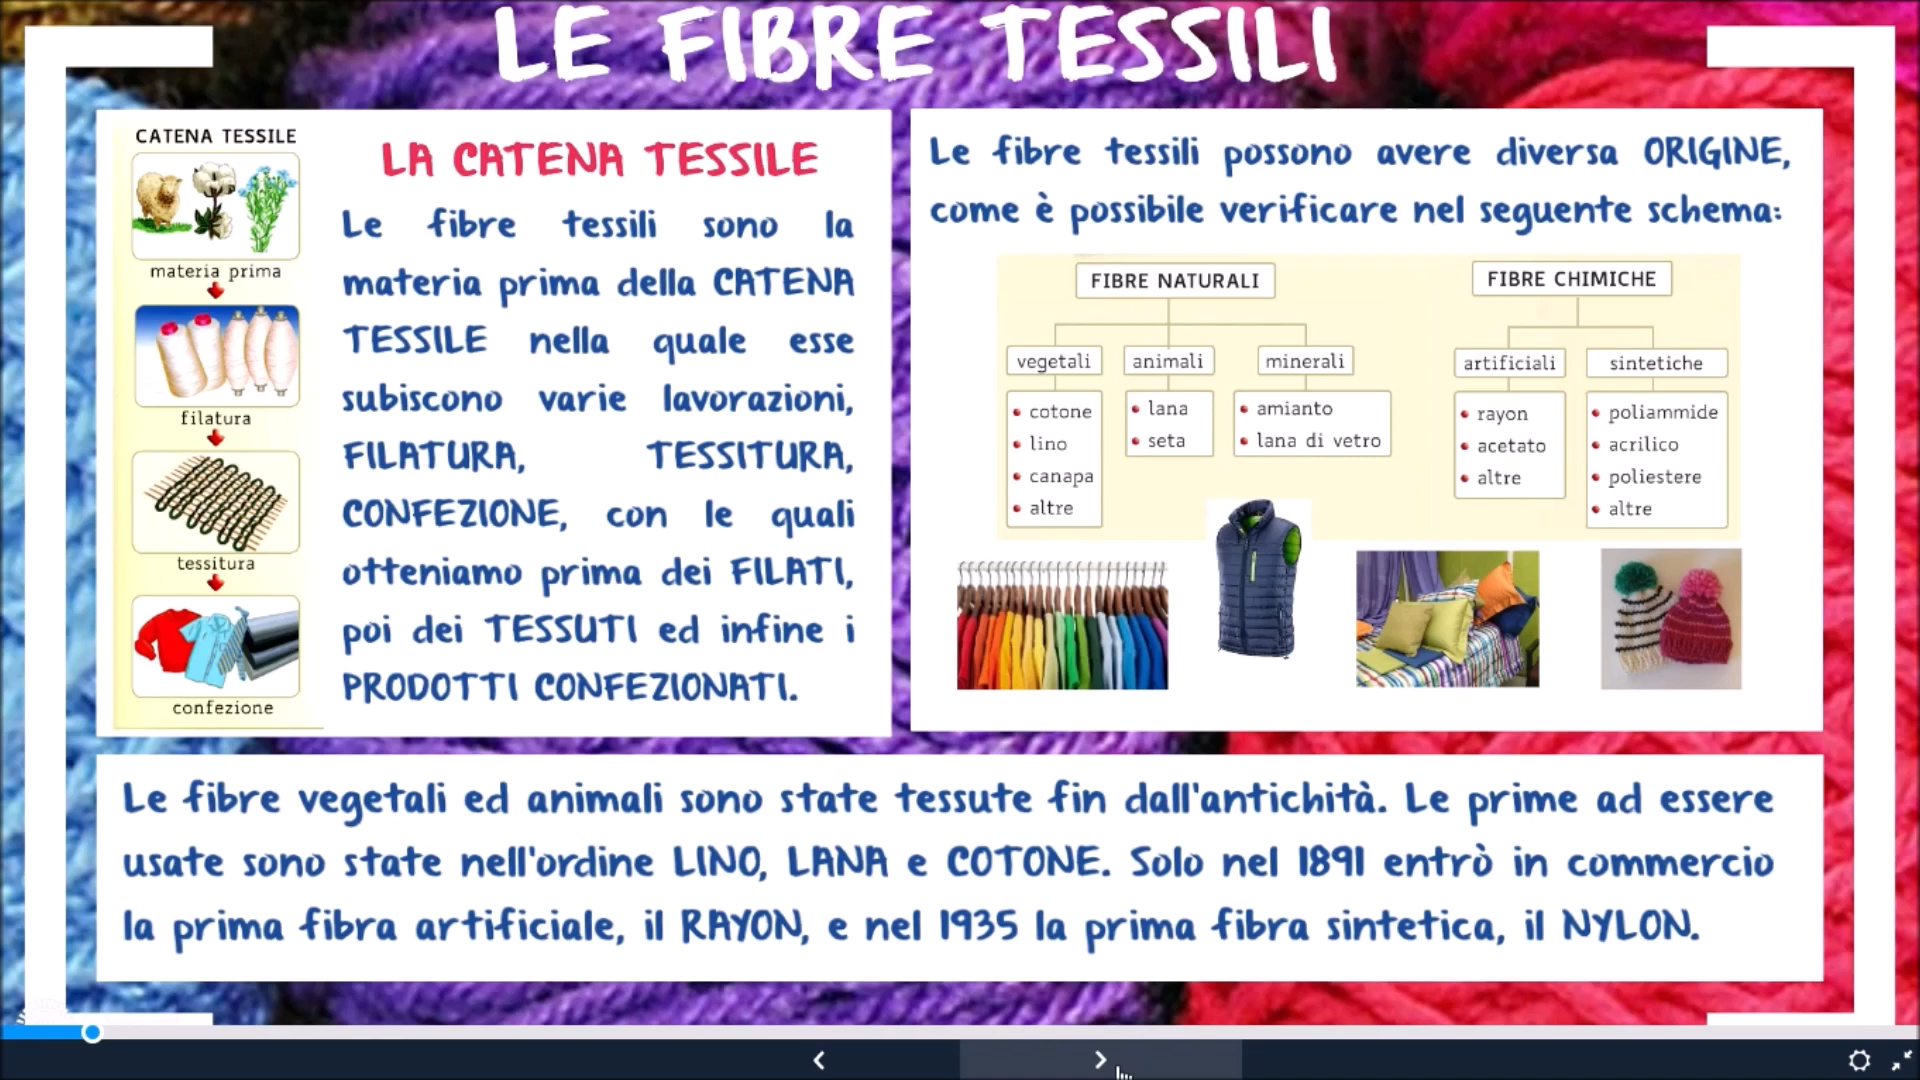 LE FIBRE TESSILI
CATENA TESSILE
materia prima
filatura
tessitura
confezione
LA CATENA TESSILE
Le fibre tessili sono la
materia prima della CATENA
TESSILE nella quale esse
subiscono varie lavorazioni,
FILATURA, TESSITURA,
CONFEZIONE, con le quali
otteniamo prima dei FILATI,
poi dei TESSUTI ed infine i
PRODOTTI CONFEZIONATI.
Le fibre tessili possono avere diversa ORIGINE,
come è possibile verificare nel seguente schema:
FIBRE NATURALI
vegetali
animali
minerali
cotone
lino
canapa
altre
lana
seta
amianto
lana di vetro
FIBRE CHIMICHE
artificiali
sintetiche
rayon
acetato
altre
poliammide
acrilico
poliestere
altre
Le fibre vegetali ed animali sono state tessute fin dall'antichità. Le prime ad essere
usate sono state nell'ordine LINO, LANA e COTONE. Solo nel 1891 entrò in commercio
la prima fibra artificiale, il RAYON, e nel 1935 la prima fibra sintetica, il NYLON.